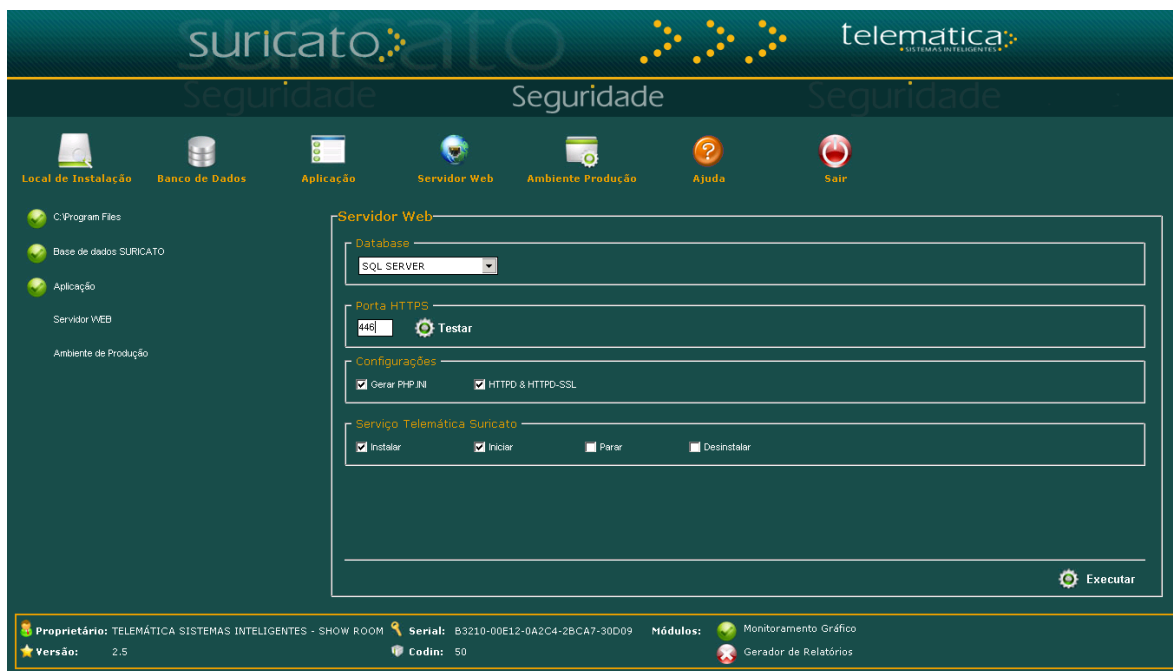 suricato
telemática
SISTEMAS INTELIGENTES
Seguridade Seguridade Seguridade
Local de Instalação Banco de Dados Aplicação Servidor Web Ambiente Produção Ajuda Sair
C:\Program Files
Base de dados SURICATO
Aplicação
Servidor WEB
Ambiente de Produção
Servidor Web
Database
SQL SERVER
Porta HTTPS
446 Testar
Configurações
Gerar PHP.INI HTTPD & HTTPD-SSL
Serviço Telemática Suricato
Instalar Iniciar Parar Desinstalar
Executar
Proprietário: TELEMÁTICA SISTEMAS INTELIGENTES - SHOW ROOM Serial: B3210-00E12-0A2C4-2BCA7-30D09 Módulos: Monitoramento Gráfico
Versão: 2.5 Codin: 50 Gerador de Relatórios